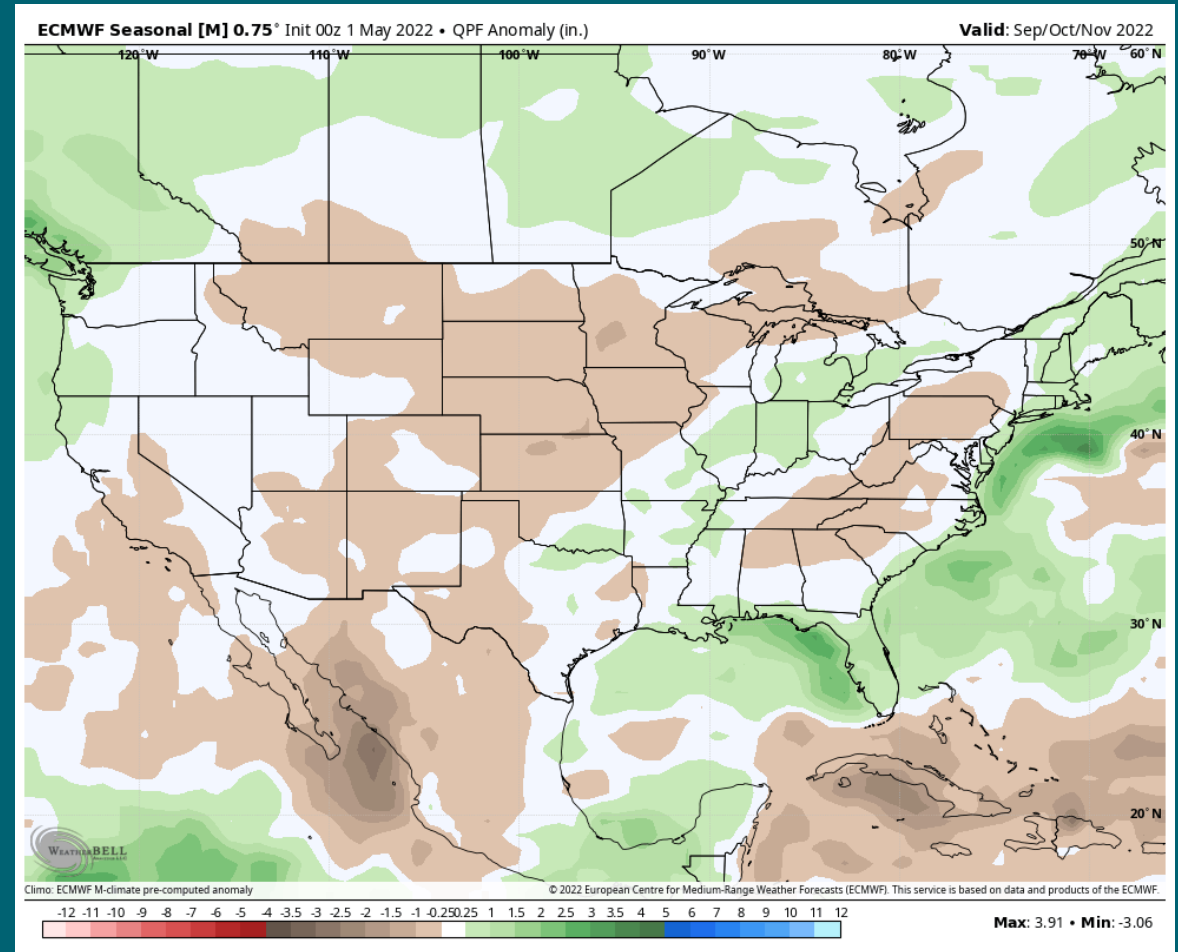 ECMWF Seasonal [M] 0.75° Init 00z 1 May 2022 • QPF Anomaly (in.) Valid: Sep/Oct/Nov 2022
120°W 110°W 100°W 90°W 80°W 70°W 60°N
50°N
40°N
30°N
20°N
WEATHERBELL
Climo: ECMWF M-climate pre-computed anomaly © 2022 European Centre for Medium-Range Weather Forecasts (ECMWF). This service is based on data and products of the ECMWF.
-12 -11 -10 -9 -8 -7 -6 -5 -4 -3.5 -3 -2.5 -2 -1.5 -1 -0.25 0.25 1 1.5 2 2.5 3 3.5 4 5 6 7 8 9 10 11 12
Max: 3.91 • Min: -3.06